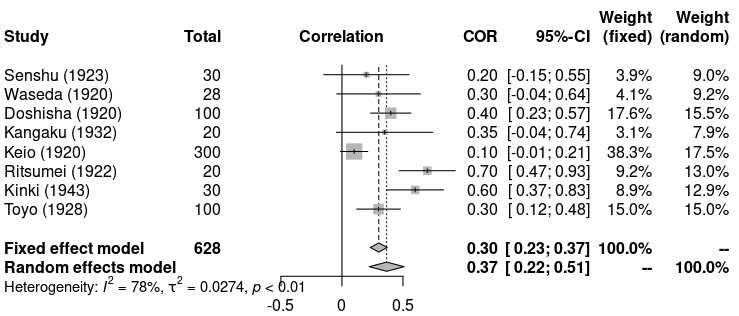 Weight Weight
Study Total Correlation COR 95%-CI (fixed) (random)
Senshu (1923) 30 0.20 [-0.15; 0.55] 3.9% 9.0%
Waseda (1920) 28 0.30 [-0.04; 0.64] 4.1% 9.2%
Doshisha (1920) 100 0.40 [ 0.23; 0.57] 17.6% 15.5%
Kangaku (1932) 20 0.35 [-0.04; 0.74] 3.1% 7.9%
Keio (1920) 300 0.10 [-0.01; 0.21] 38.3% 17.5%
Ritsumei (1922) 20 0.70 [ 0.47; 0.93] 9.2% 13.0%
Kinki (1943) 30 0.60 [ 0.37; 0.83] 8.9% 12.9%
Toyo (1928) 100 0.30 [ 0.12; 0.48] 15.0% 15.0%
Fixed effect model 628 0.30 [ 0.23; 0.37] 100.0% --
Random effects model 0.37 [ 0.22; 0.51] -- 100.0%
Heterogeneity: I² = 78%, τ² = 0.0274, p < 0.01
-0.5 0 0.5